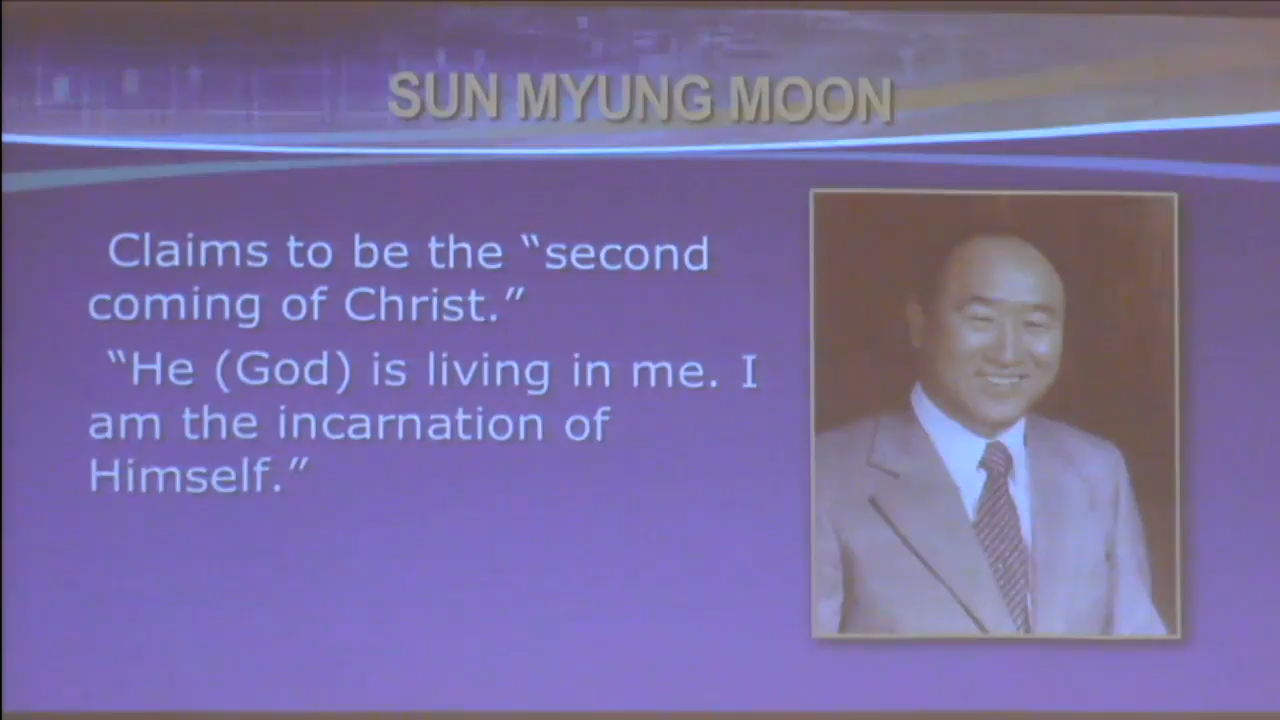 SUN MYUNG MOON
Claims to be the “second
coming of Christ.”
“He (God) is living in me. I
am the incarnation of
Himself.”